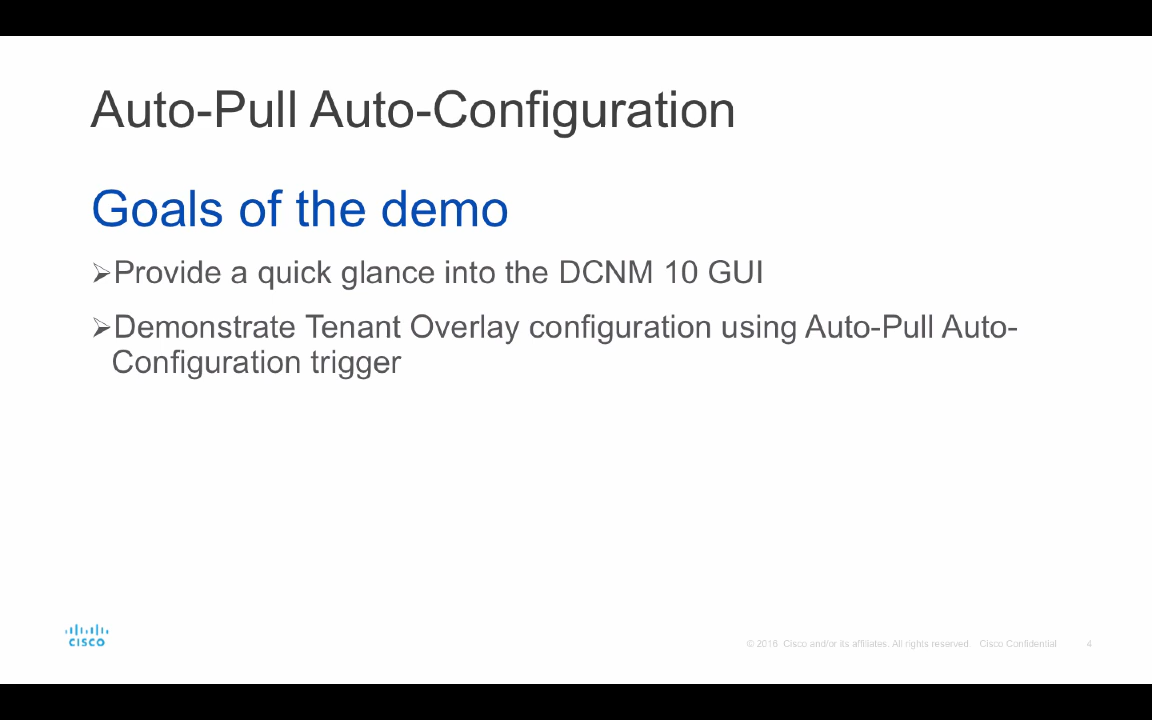 Auto-Pull Auto-Configuration
Goals of the demo
➢Provide a quick glance into the DCNM 10 GUI
➢Demonstrate Tenant Overlay configuration using Auto-Pull Auto-
Configuration trigger
CISCO
© 2016 Cisco and/or its affiliates. All rights reserved Cisco Confidential 4